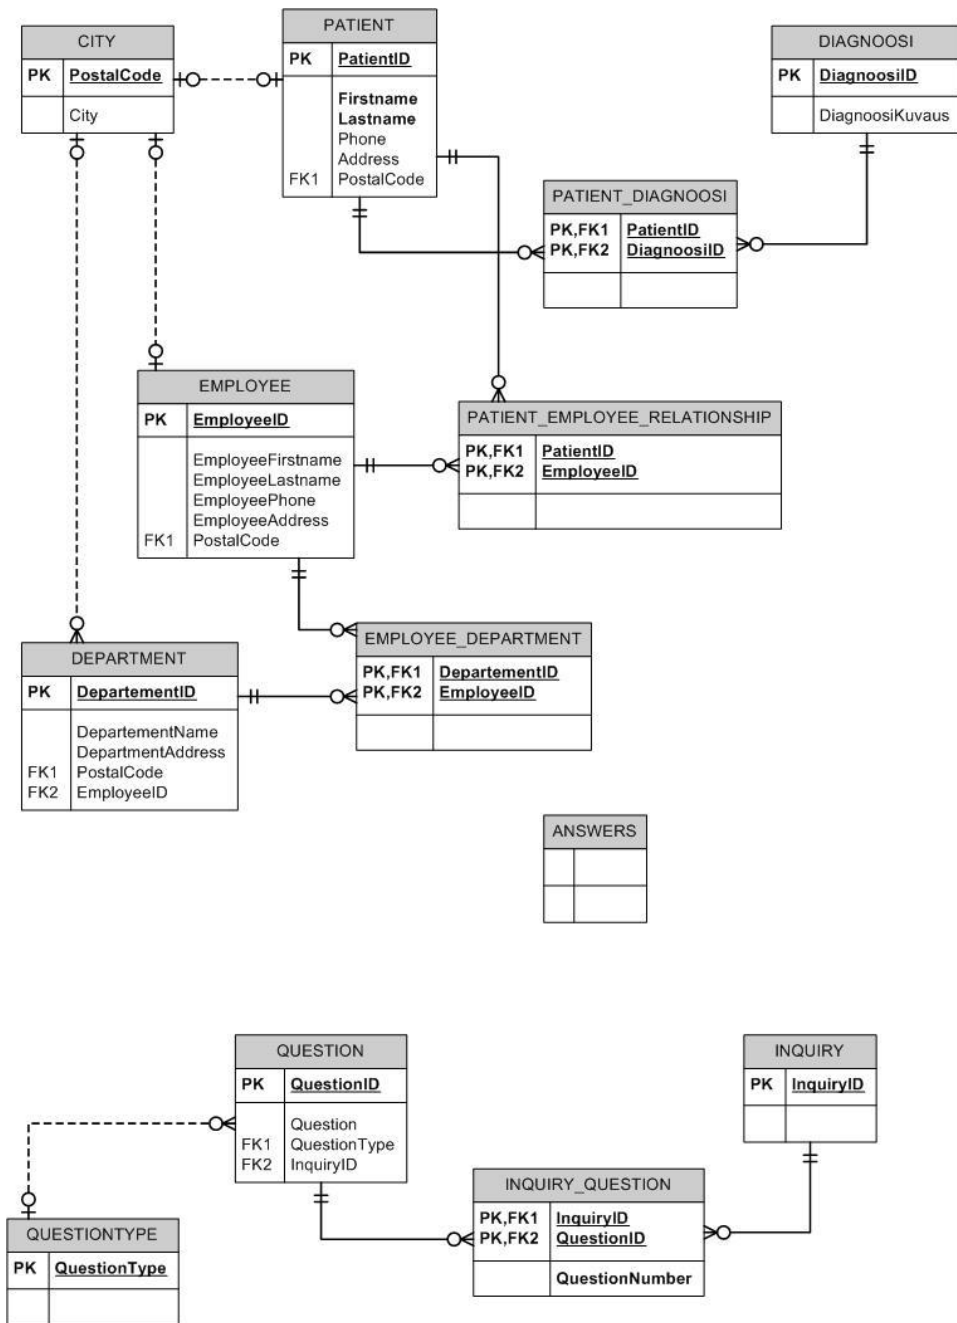 CITY
PK PostalCode
City
PATIENT
PK PatientID
Firstname
Lastname
Phone
Address
FK1 PostalCode
DIAGNOOSI
PK DiagnoosiID
DiagnoosiKuvaus
PATIENT_DIAGNOOSI
PK,FK1 PatientID
PK,FK2 DiagnoosiID
EMPLOYEE
PK EmployeeID
EmployeeFirstname
EmployeeLastname
EmployeePhone
EmployeeAddress
FK1 PostalCode
PATIENT_EMPLOYEE_RELATIONSHIP
PK,FK1 PatientID
PK,FK2 EmployeeID
DEPARTMENT
PK DepartementID
DepartementName
DepartmentAddress
FK1 PostalCode
FK2 EmployeeID
EMPLOYEE_DEPARTMENT
PK,FK1 DepartementID
PK,FK2 EmployeeID
ANSWERS
QUESTION
PK QuestionID
Question
FK1 QuestionType
FK2 InquiryID
INQUIRY
PK InquiryID
INQUIRY_QUESTION
PK,FK1 InquiryID
PK,FK2 QuestionID
QuestionNumber
QUESTIONTYPE
PK QuestionType